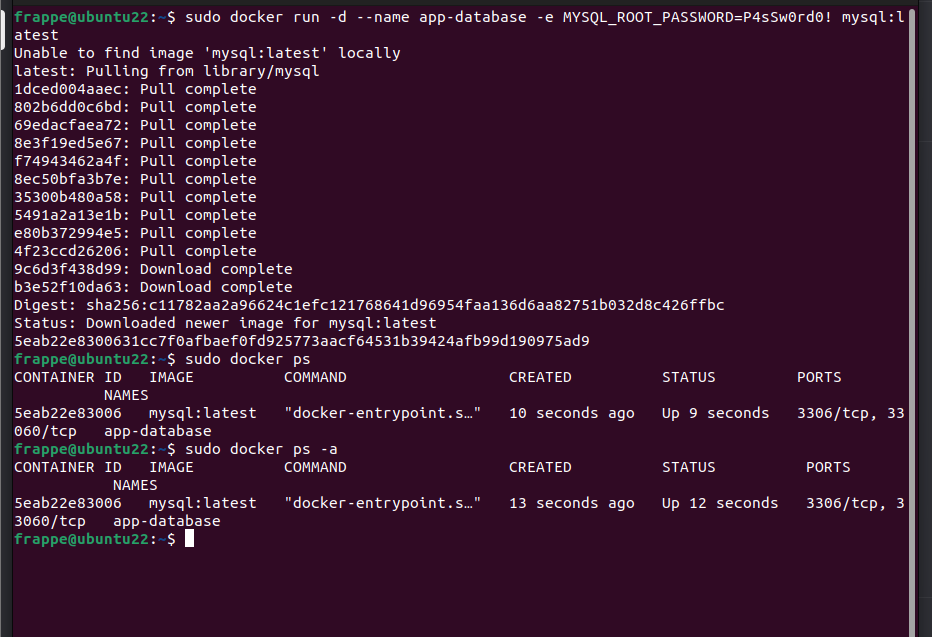 frappe@ubuntu22:~$ sudo docker run -d --name app-database -e MYSQL_ROOT_PASSWORD=P4sSw0rd0! mysql:l
atest
Unable to find image 'mysql:latest' locally
latest: Pulling from library/mysql
1dced004aaec: Pull complete
802b6dd0c6bd: Pull complete
69edacfaea72: Pull complete
8e3f19ed5e67: Pull complete
f74943462a4f: Pull complete
8ec50bfa3b7e: Pull complete
35300b480a58: Pull complete
5491a2a13e1b: Pull complete
e80b372994e5: Pull complete
4f23ccd26206: Pull complete
9c6d3f438d99: Download complete
b3e52f10da63: Download complete
Digest: sha256:c11782aa2a96624c1efc121768641d96954faa136d6aa82751b032d8c426ffbc
Status: Downloaded newer image for mysql:latest
5eab22e8300631cc7f0afbaef0fd925773aacf64531b39424afb99d190975ad9
frappe@ubuntu22:~$ sudo docker ps
CONTAINER ID   IMAGE          COMMAND                  CREATED          STATUS         PORTS
          NAMES
5eab22e83006   mysql:latest   "docker-entrypoint.s…"   10 seconds ago   Up 9 seconds   3306/tcp, 33
060/tcp   app-database
frappe@ubuntu22:~$ sudo docker ps -a
CONTAINER ID   IMAGE          COMMAND                  CREATED          STATUS          PORTS
           NAMES
5eab22e83006   mysql:latest   "docker-entrypoint.s…"   13 seconds ago   Up 12 seconds   3306/tcp, 3
3060/tcp   app-database
frappe@ubuntu22:~$